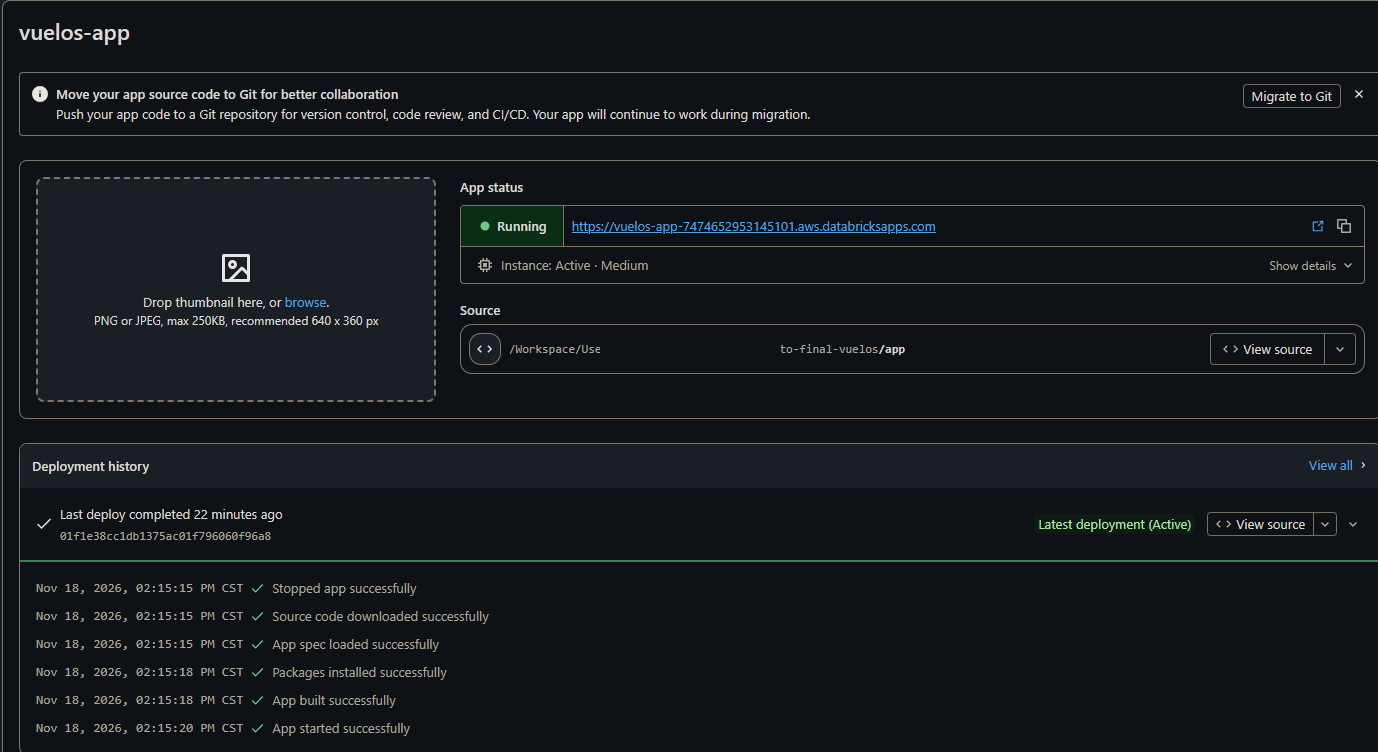 vuelos-app
Move your app source code to Git for better collaboration
Push your app code to a Git repository for version control, code review, and CI/CD. Your app will continue to work during migration.
Migrate to Git
Drop thumbnail here, or browse.
PNG or JPEG, max 250KB, recommended 640 x 360 px
App status
Running
https://vuelos-app-7474652953145101.aws.databricksapps.com
Instance: Active · Medium
Show details
Source
/Workspace/Use to-final-vuelos/app
View source
Deployment history
View all
Last deploy completed 22 minutes ago
01f1e38cc1db1375ac01f796060f96a8
Latest deployment (Active)
View source
Nov 18, 2026, 02:15:15 PM CST Stopped app successfully
Nov 18, 2026, 02:15:15 PM CST Source code downloaded successfully
Nov 18, 2026, 02:15:15 PM CST App spec loaded successfully
Nov 18, 2026, 02:15:18 PM CST Packages installed successfully
Nov 18, 2026, 02:15:18 PM CST App built successfully
Nov 18, 2026, 02:15:20 PM CST App started successfully